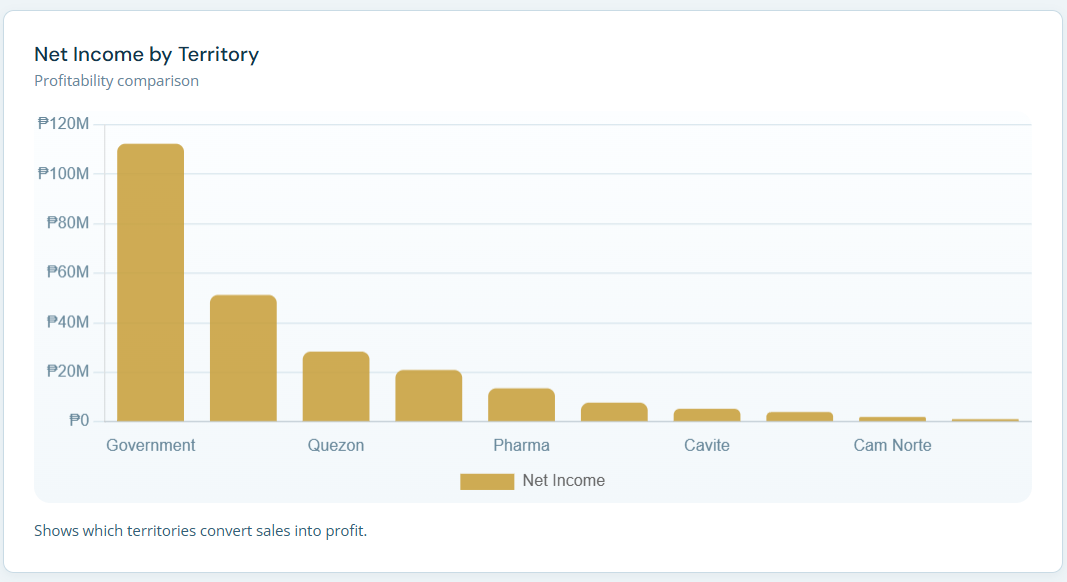 Net Income by Territory
Profitability comparison
₱120M
₱100M
₱80M
₱60M
₱40M
₱20M
₱0
Government Quezon Pharma Cavite Cam Norte
Net Income
Shows which territories convert sales into profit.